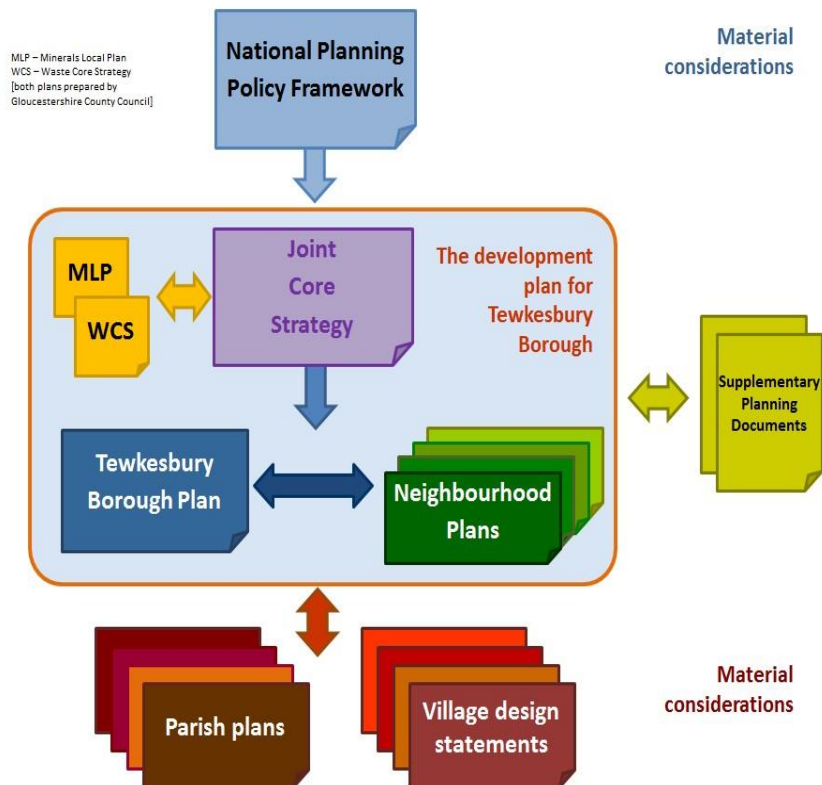 MLP – Minerals Local Plan
WCS – Waste Core Strategy
[both plans prepared by
Gloucestershire County Council]
National Planning
Policy Framework
Material
considerations
MLP
WCS
Joint
Core
Strategy
The development
plan for
Tewkesbury
Borough
Supplementary
Planning
Documents
Tewkesbury
Borough Plan
Neighbourhood
Plans
Parish plans
Village design
statements
Material
considerations